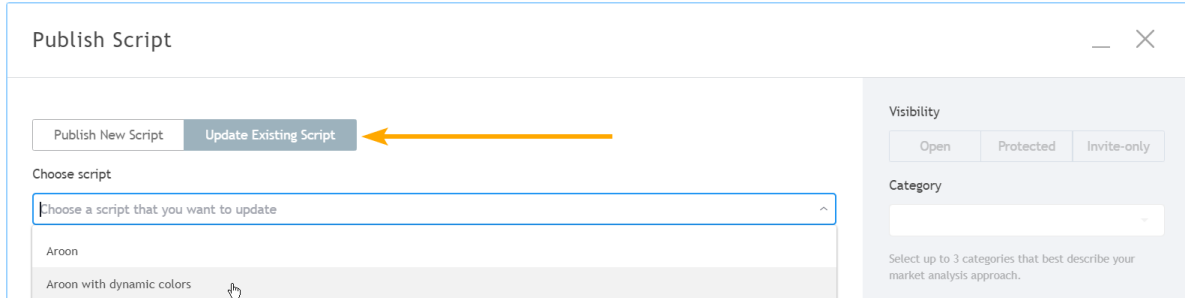 Publish Script
Publish New Script
Update Existing Script
Choose script
Choose a script that you want to update
Aroon
Aroon with dynamic colors
Visibility
Open
Protected
Invite-only
Category
Select up to 3 categories that best describe your
market analysis approach.